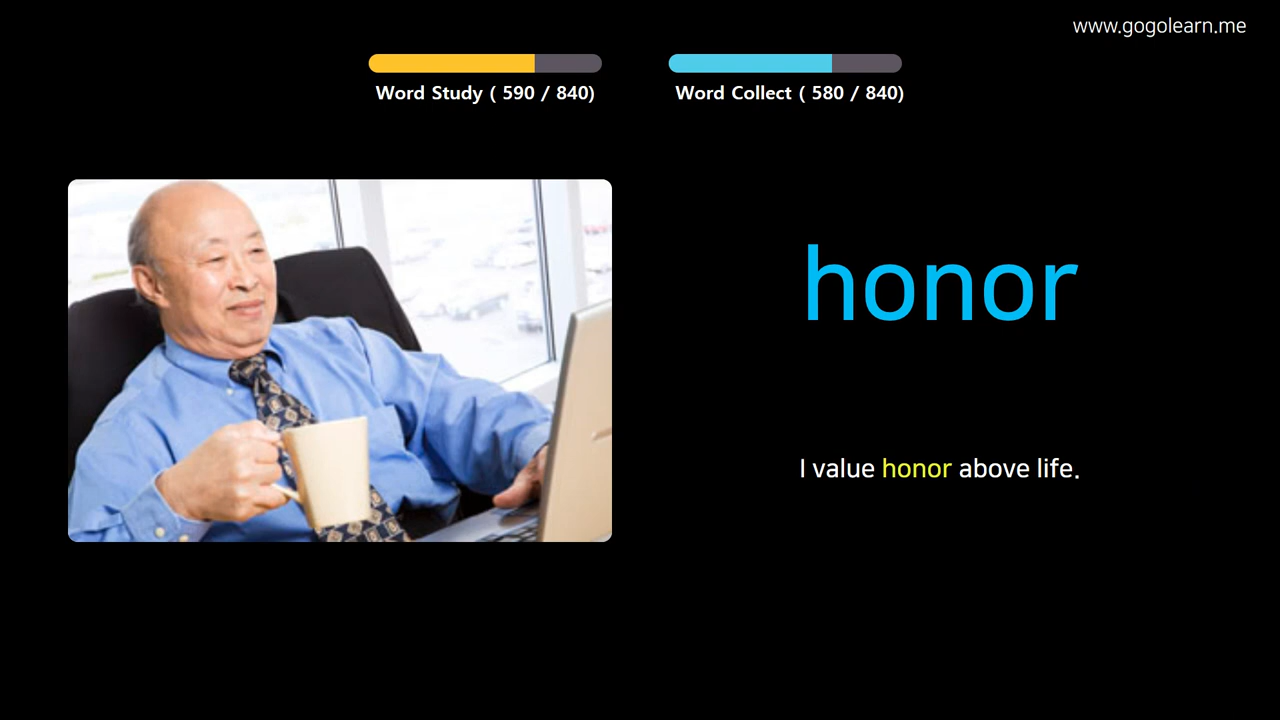 www.gogolearn.me
Word Study ( 590 / 840)
Word Collect ( 580 / 840)
honor
I value honor above life.